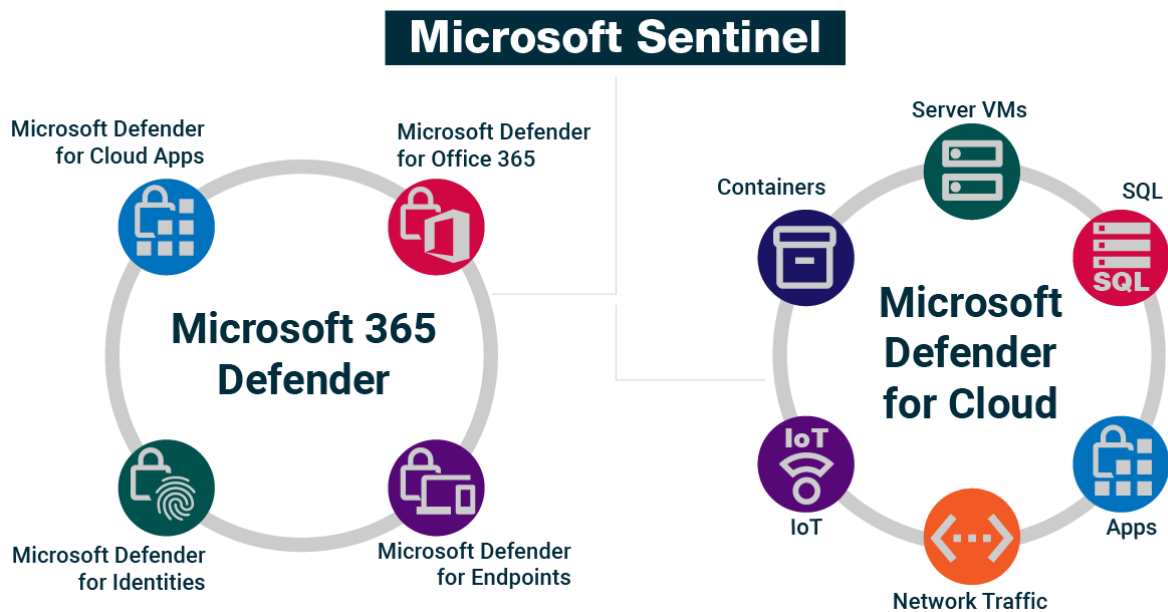 Microsoft Sentinel
Microsoft Defender
for Cloud Apps
Microsoft Defender
for Office 365
Microsoft 365
Defender
Microsoft Defender
for Identities
Microsoft Defender
for Endpoints
Server VMs
Containers
SQL
SQL
Microsoft
Defender
for Cloud
IoT
IoT
Apps
Network Traffic